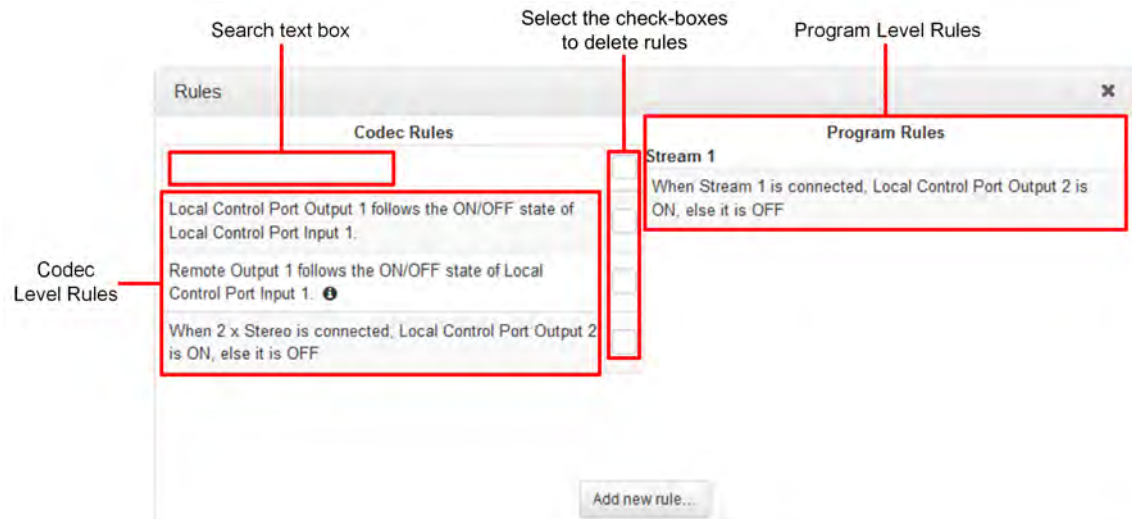 Search text box
Select the check-boxes
to delete rules
Program Level Rules
Rules
Codec Rules
Program Rules
Stream 1
When Stream 1 is connected, Local Control Port Output 2 is
ON, else it is OFF
Local Control Port Output 1 follows the ON/OFF state of
Local Control Port Input 1.
Remote Output 1 follows the ON/OFF state of Local
Control Port Input 1.
When 2 x Stereo is connected, Local Control Port Output 2
is ON, else it is OFF
Codec
Level Rules
Add new rule...